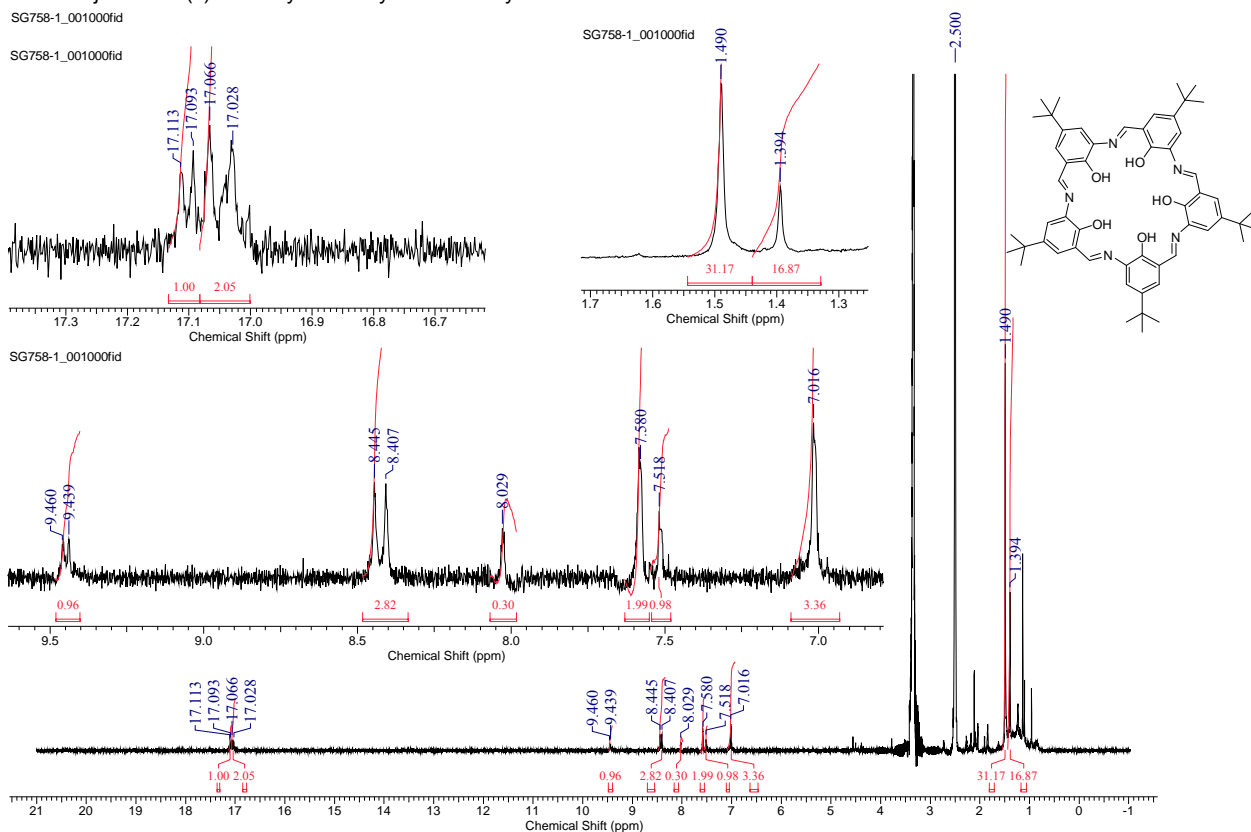 SG758-1_001000fid
SG758-1_001000fid
17.113
17.093
17.066
17.028
1.00 2.05
17.3 17.2 17.1 17.0 16.9 16.8 16.7
Chemical Shift (ppm)
SG758-1_001000fid
1.490
1.394
31.17 16.87
1.7 1.6 1.5 1.4 1.3
Chemical Shift (ppm)
2.500
N
OH
HO
N
N
OH
HO
OH
N
N
SG758-1_001000fid
9.460
9.439
8.445
8.407
8.029
7.580
7.518
7.016
0.96 2.82 0.30 1.99 0.98 3.36
9.5 9.0 8.5 8.0 7.5 7.0
Chemical Shift (ppm)
1.490
1.394
17.113
17.093
17.066
17.028
9.460
9.439
8.445
8.407
8.029
7.580
7.518
7.016
1.00 2.05 0.96 2.82 0.30 1.99 0.98 3.36 31.17 16.87
21 20 19 18 17 16 15 14 13 12 11 10 9 8 7 6 5 4 3 2 1 0 -1
Chemical Shift (ppm)